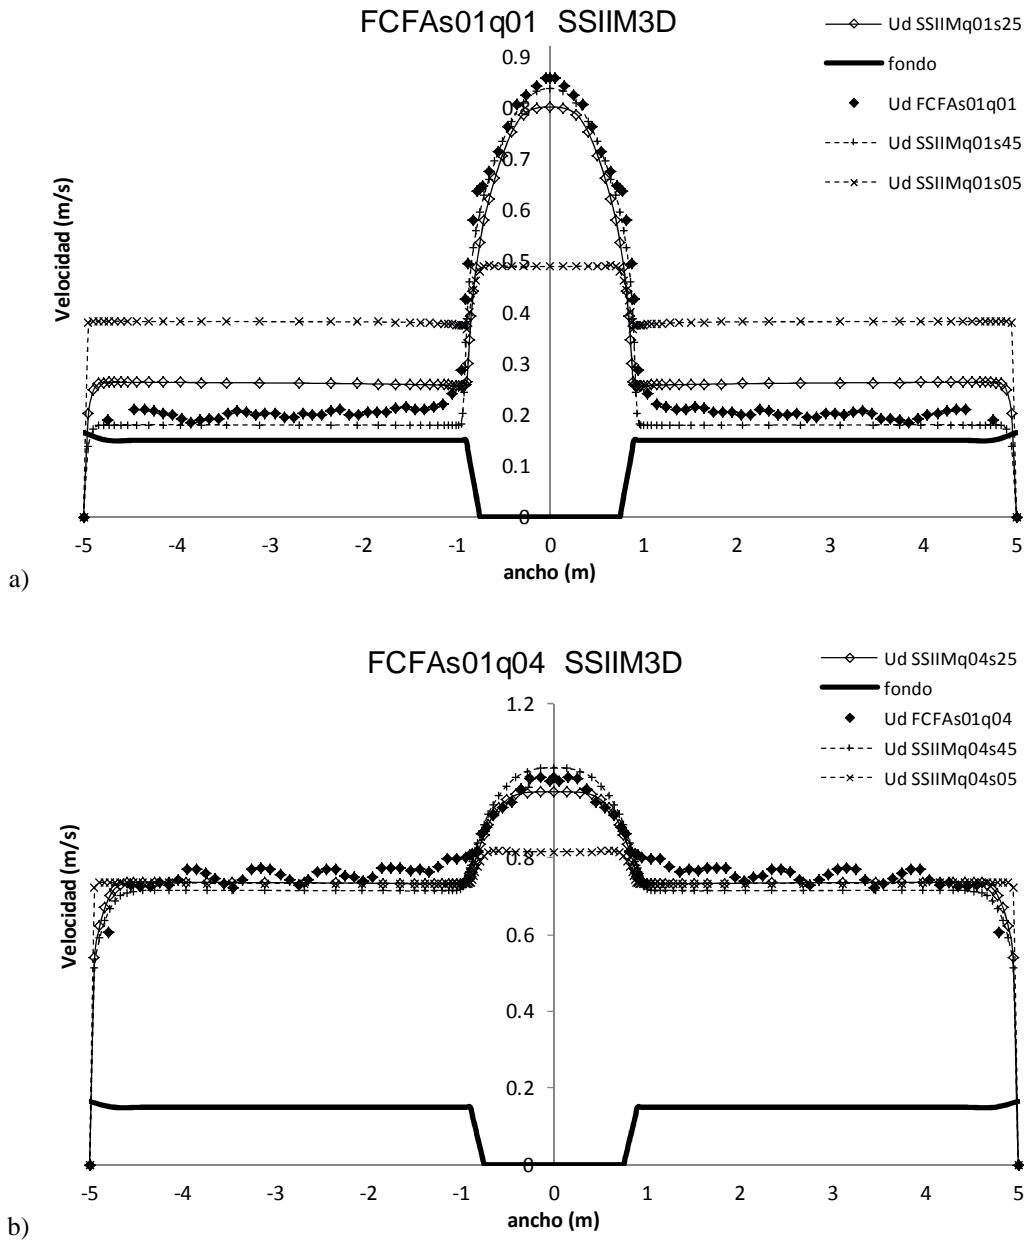 FCFAs01q01 SSIIM3D
Ud SSIIMq01s25
fondo
Ud FCFAs01q01
Ud SSIIMq01s45
Ud SSIIMq01s05
Velocidad (m/s)
0.9
0.8
0.7
0.6
0.5
0.4
0.3
0.2
0.1
0
-5 -4 -3 -2 -1 0 1 2 3 4 5
ancho (m)
a)
FCFAs01q04 SSIIM3D
Ud SSIIMq04s25
fondo
Ud FCFAs01q04
Ud SSIIMq04s45
Ud SSIIMq04s05
Velocidad (m/s)
1.2
0.8
0.6
0.4
0.2
0
-5 -4 -3 -2 -1 0 1 2 3 4 5
ancho (m)
b)